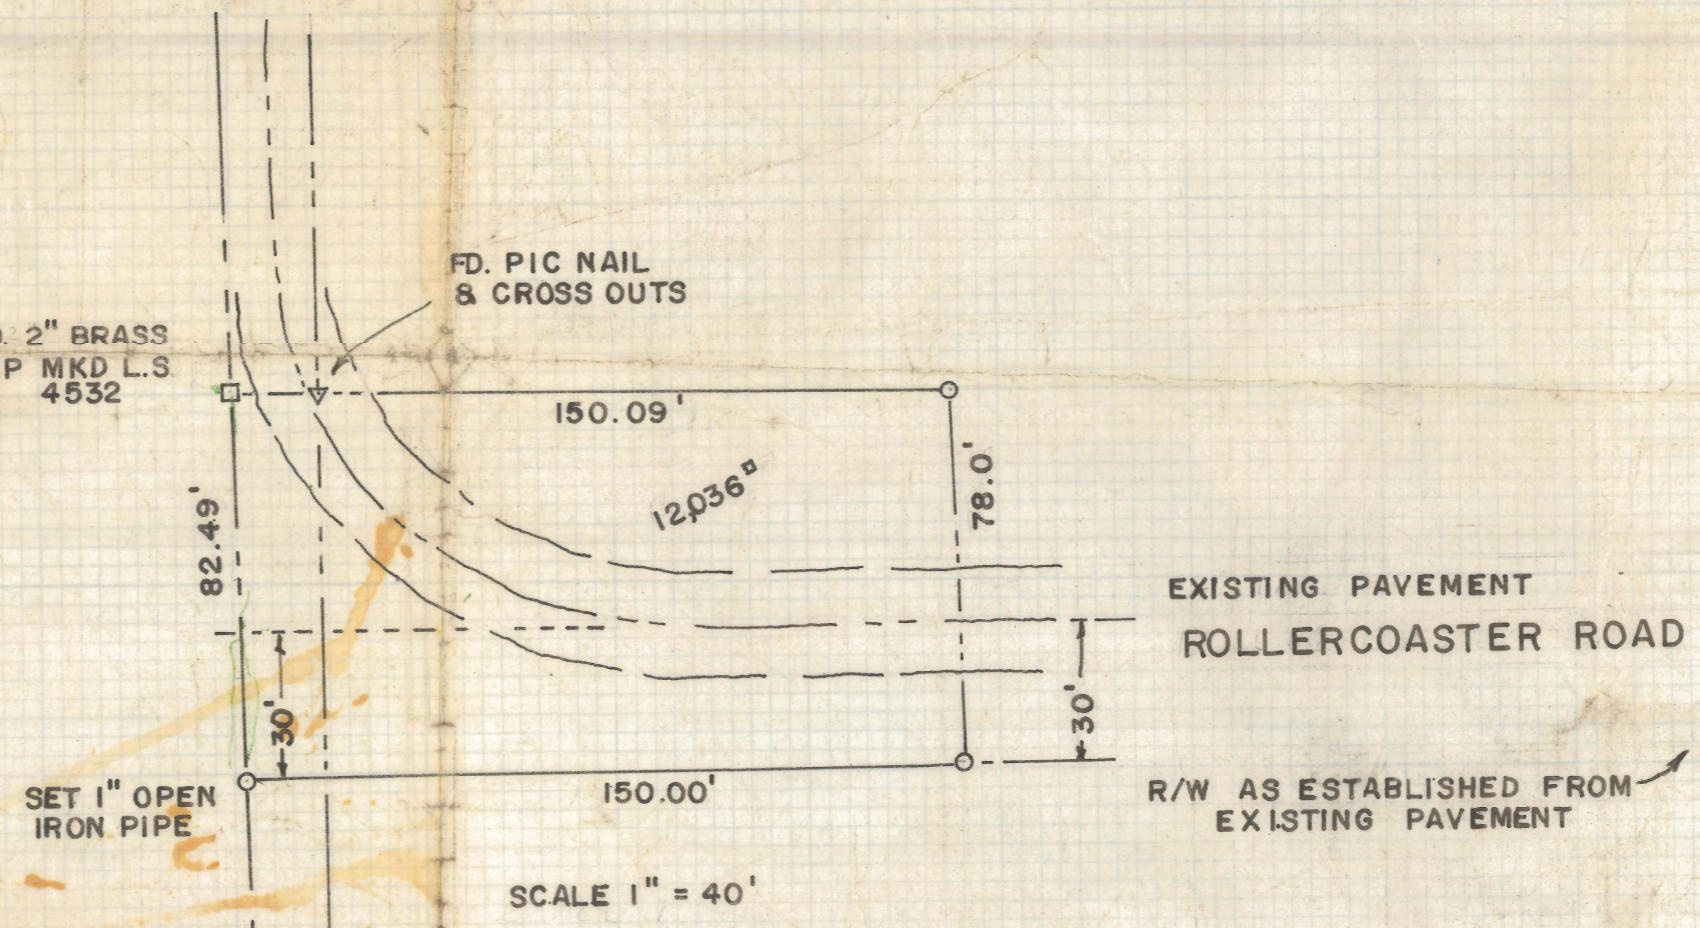 FD. PIC NAIL
& CROSS OUTS
2" BRASS
P MKD L.S.
4532
150.09'
82.49'
12,036
78.0'
EXISTING PAVEMENT
ROLLERCOASTER ROAD
30'
30'
SET 1" OPEN
IRON PIPE
150.00'
R/W AS ESTABLISHED FROM
EXISTING PAVEMENT
SCALE 1" = 40'